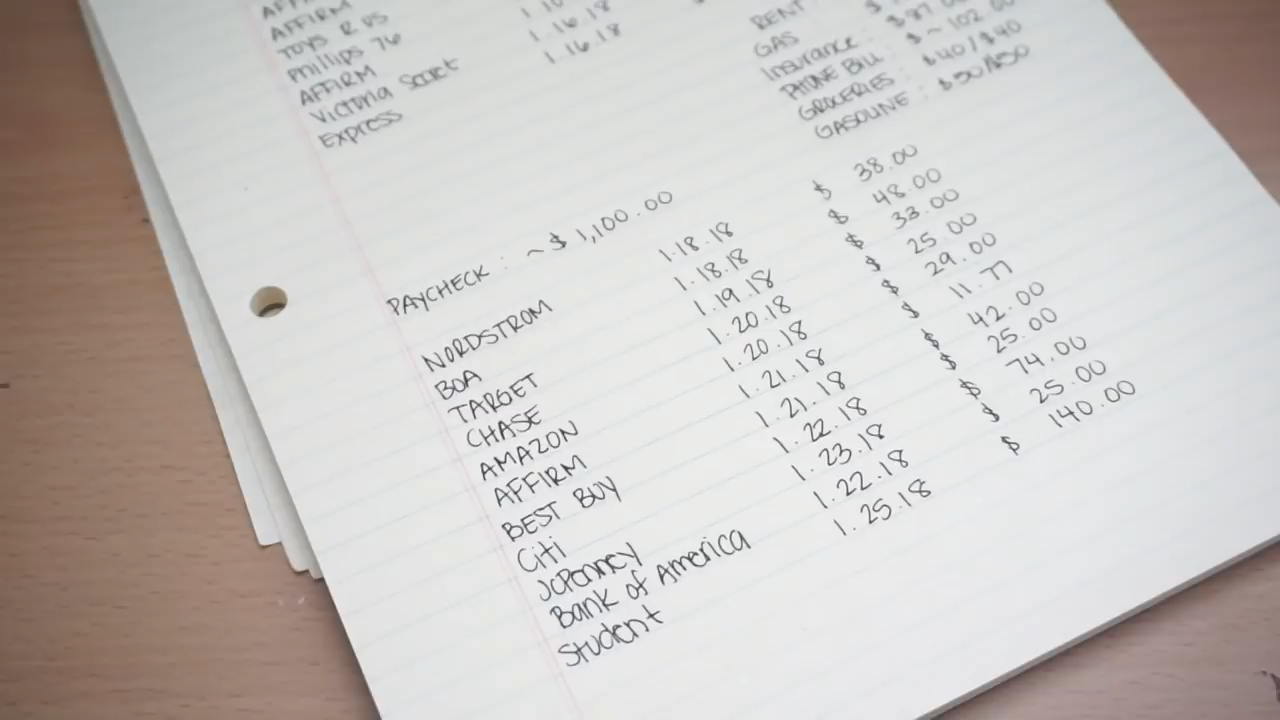 AFFIRM
TOYS R US
Phillips 76
AFFIRM
Victoria Secret 1.16.18
Express 1.16.18
RENT
GAS
Insurance :
PHONE BILL : $~102.00
GROCERIES : $40/$40
GASOLINE : $50/$50
PAYCHECK : ~$1,100.00
NORDSTROM 1.18.18 $ 38.00
BOA 1.18.18 $ 48.00
TARGET 1.19.18 $ 33.00
CHASE 1.20.18 $ 25.00
AMAZON 1.20.18 $ 29.00
AFFIRM 1.21.18 $ 11.77
BEST BUY 1.21.18 $ 42.00
Citi 1.22.18 $ 25.00
JCPenney 1.23.18 $ 74.00
Bank of America 1.22.18 $ 25.00
Student 1.25.18 $ 140.00